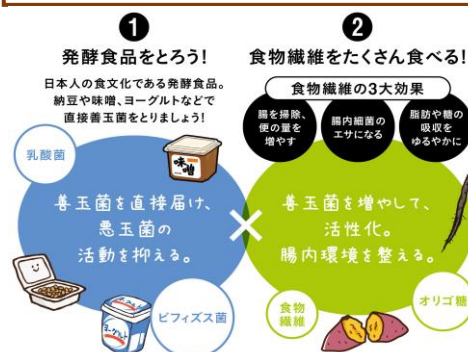 1
発酵食品をとろう!
日本人の食文化である発酵食品。
納豆や味噌、ヨーグルトなどで
直接善玉菌をとりましょう!
乳酸菌
味噌
善玉菌を直接届け、
悪玉菌の
活動を抑える。
ヨーグルト
ビフィズス菌
×
2
食物繊維をたくさん食べる!
食物繊維の3大効果
腸を掃除、
便の量を
増やす
腸内細菌の
エサになる
脂肪や糖の
吸収を
ゆるやかに
善玉菌を増やして、
活性化。
腸内環境を整える。
食物
繊維
オリゴ糖